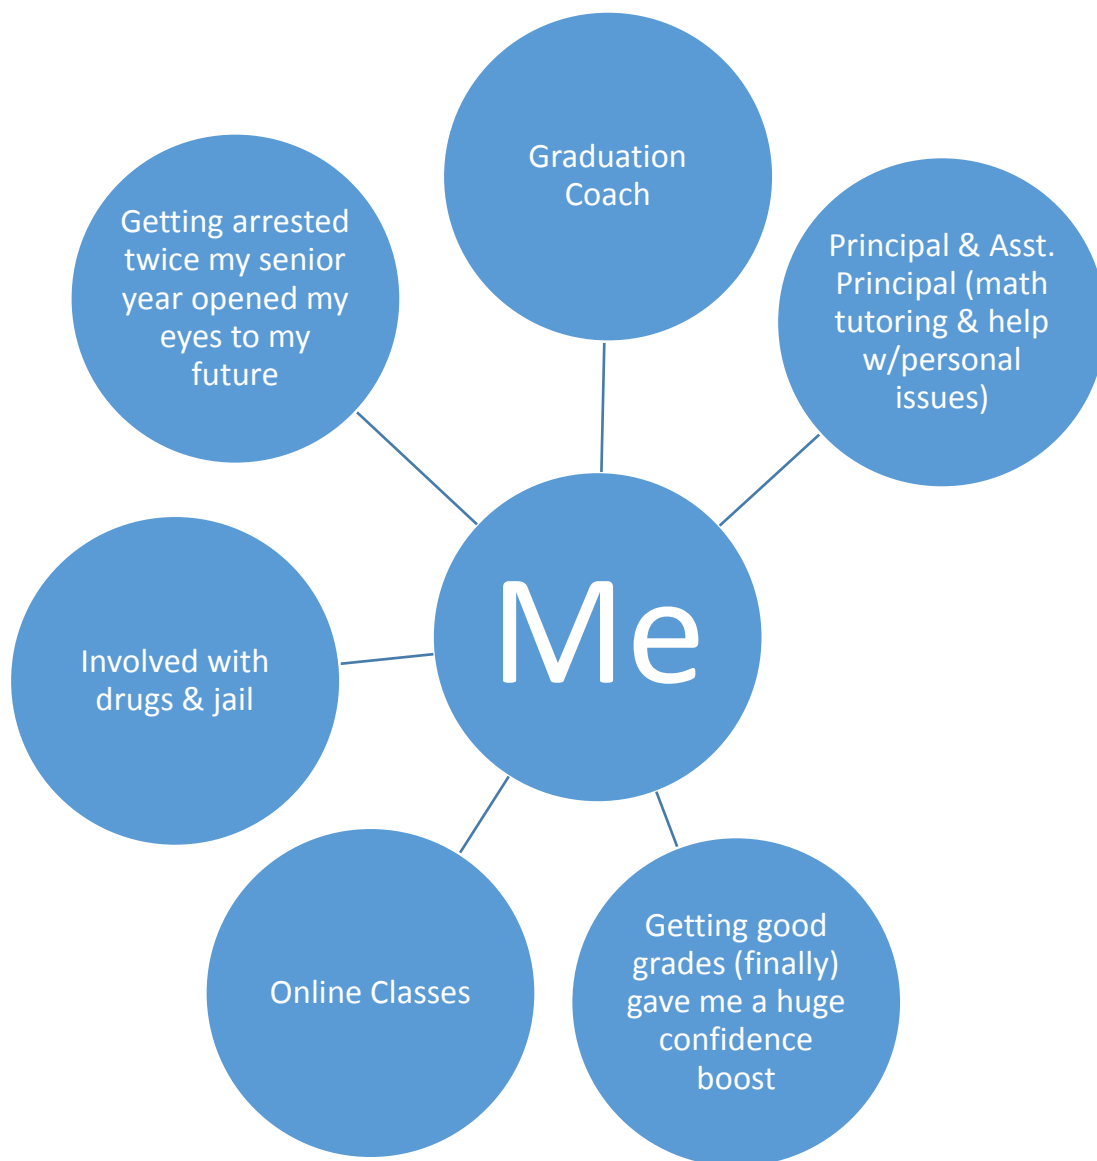 Graduation
Coach
Principal & Asst.
Principal (math
tutoring & help
w/personal
issues)
Getting good
grades (finally)
gave me a huge
confidence
boost
Online Classes
Involved with
drugs & jail
Getting arrested
twice my senior
year opened my
eyes to my
future
Me